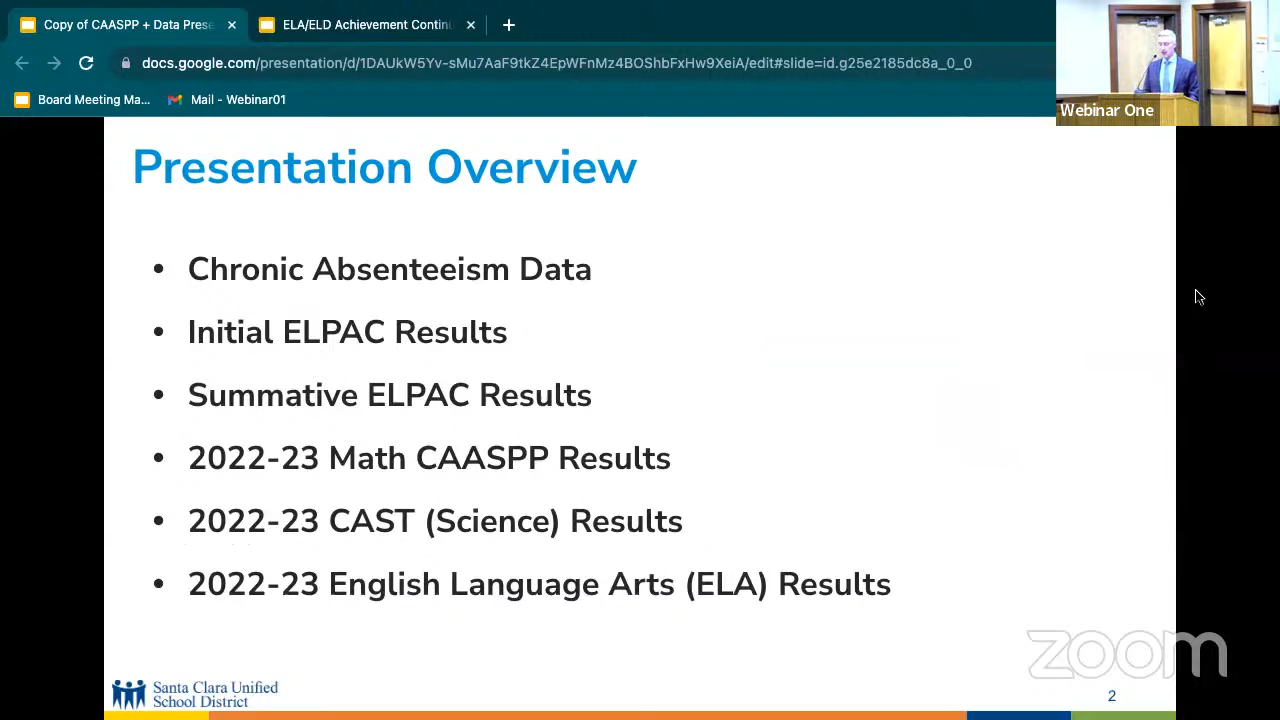 Copy of CAASPP + Data Prese
ELA/ELD Achievement Contin
docs.google.com/presentation/d/1DAUkW5Yv-sMu7AaF9tkZ4EpWFnMz4BOShbFxHw9XeiA/edit#slide=id.g25e2185dc8a_0_0
Board Meeting Ma...
Mail - Webinar01
Webinar One
Presentation Overview
• Chronic Absenteeism Data
• Initial ELPAC Results
• Summative ELPAC Results
• 2022-23 Math CAASPP Results
• 2022-23 CAST (Science) Results
• 2022-23 English Language Arts (ELA) Results
zoom
Santa Clara Unified
School District
2